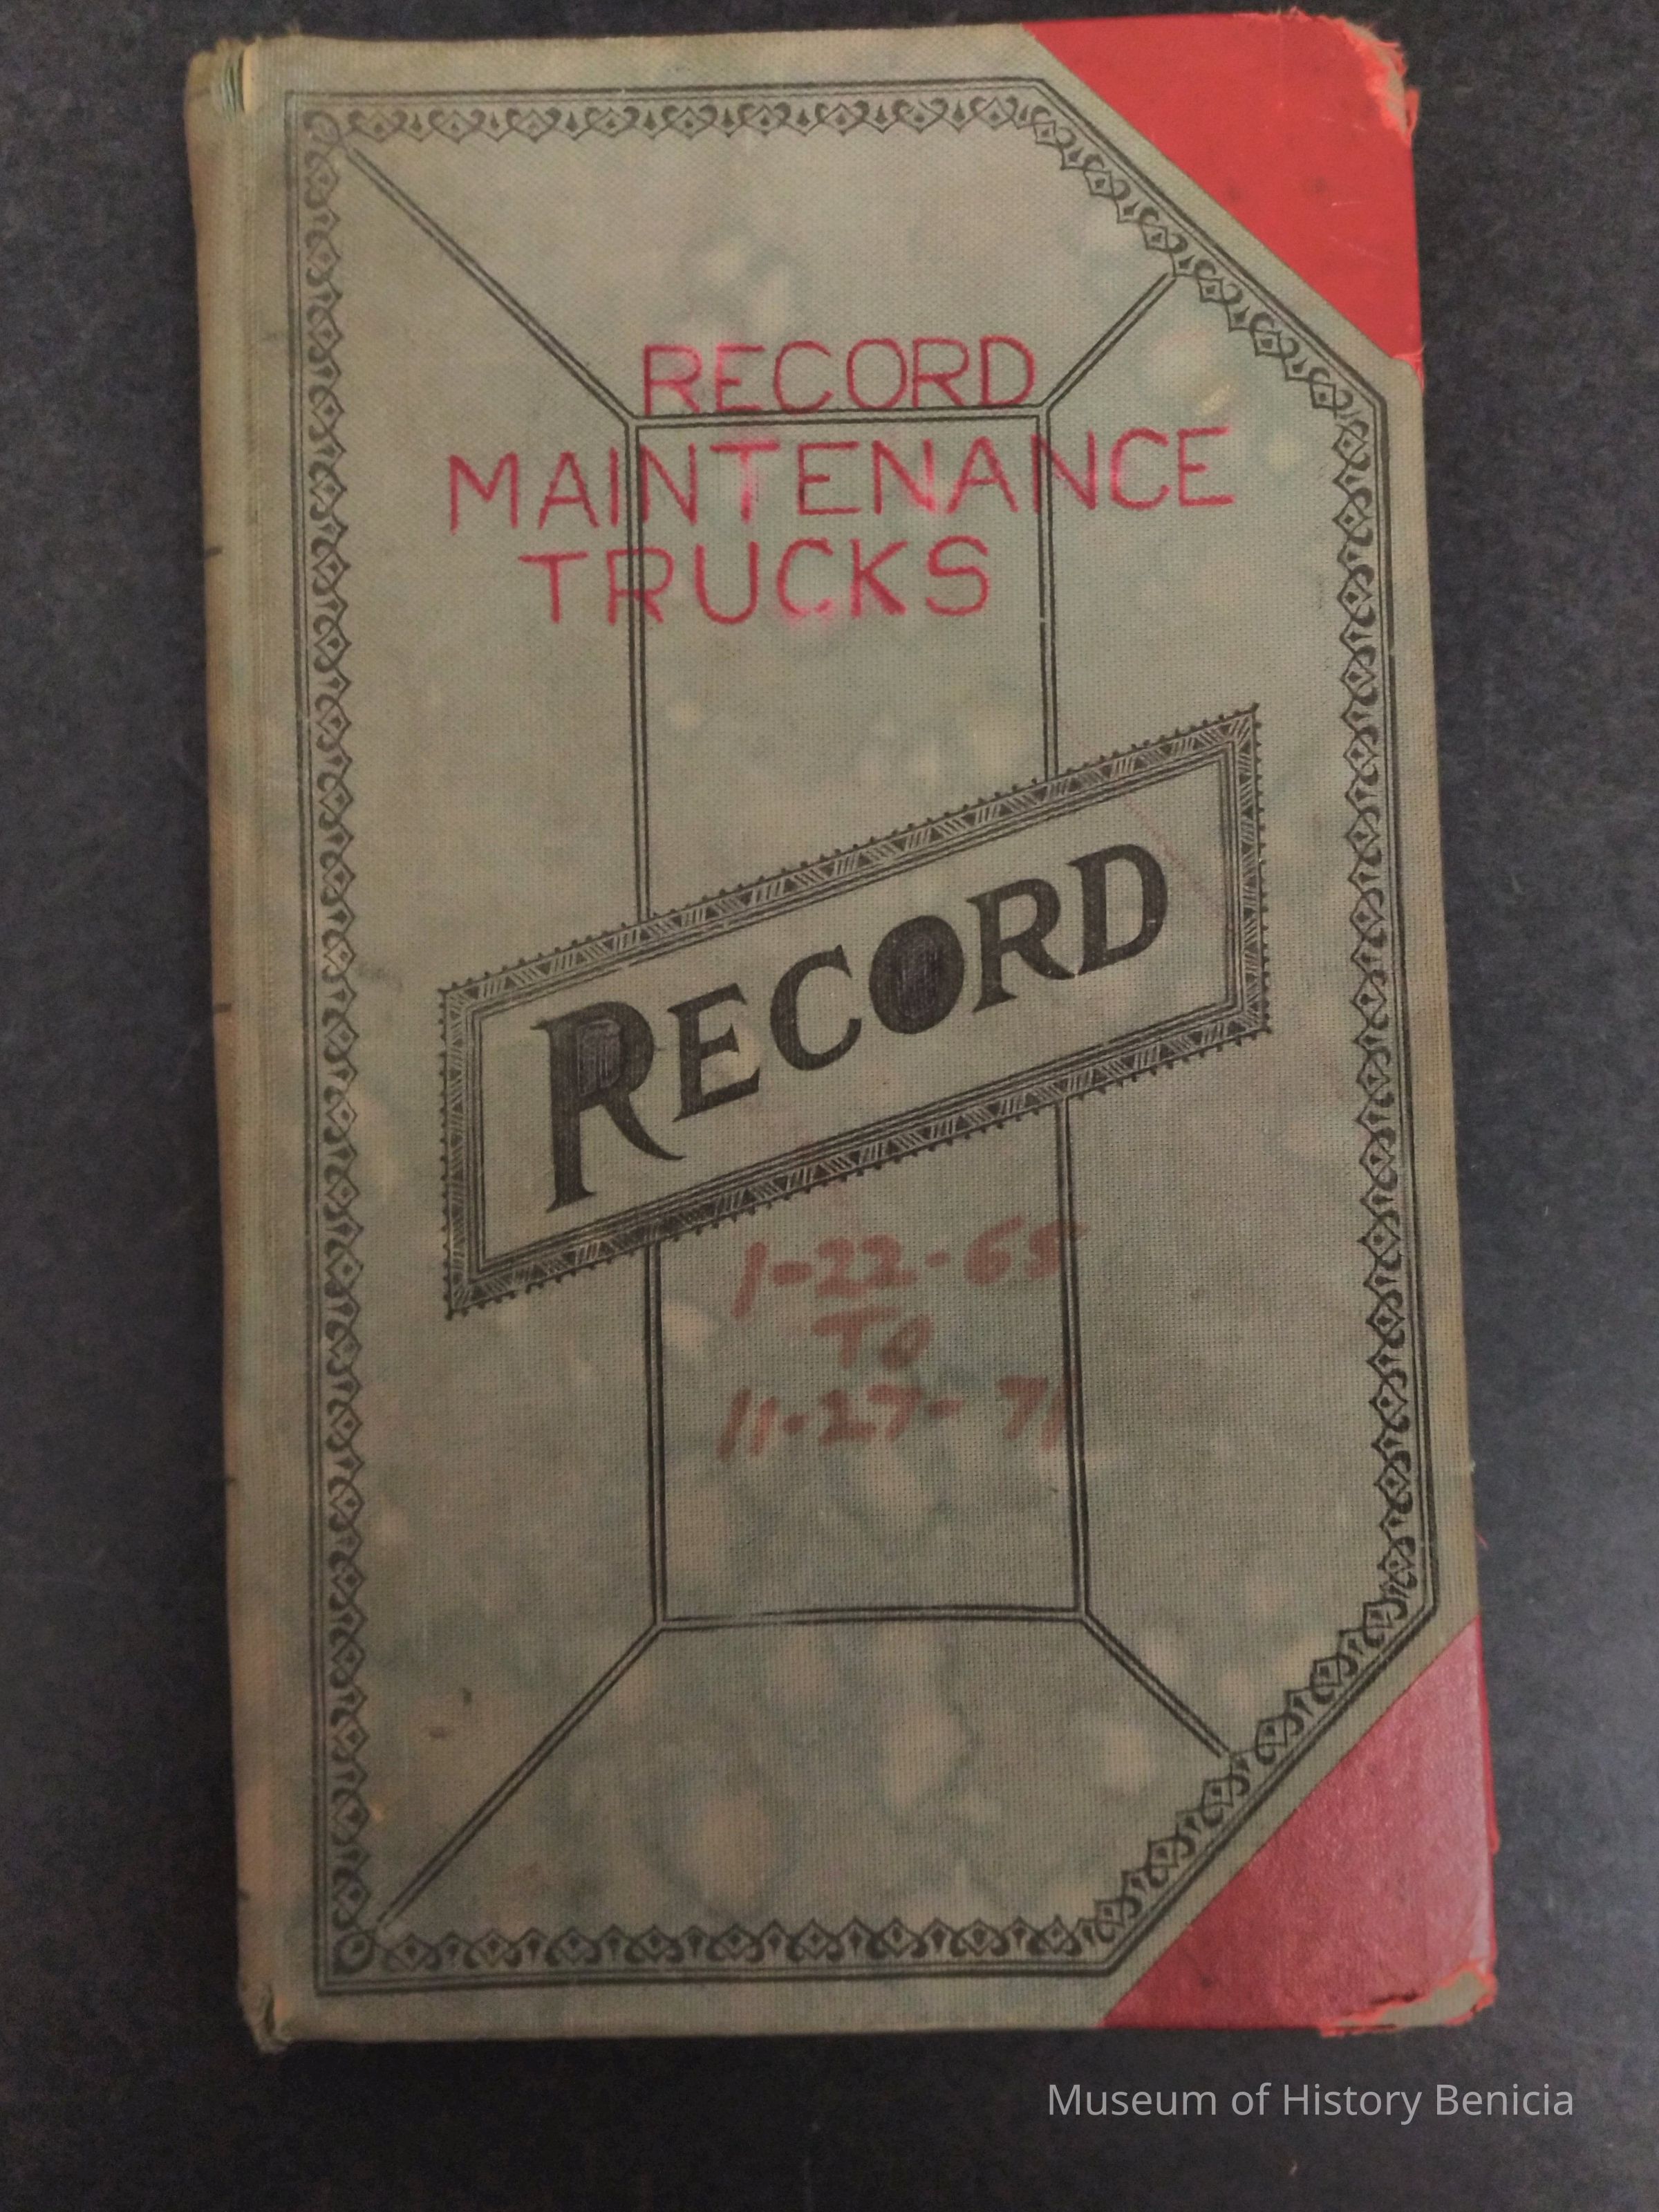 RECORD
MAINTENANCE
TRUCKS
RECORD
1-22-65
TO
11-27-71
Museum of History Benicia